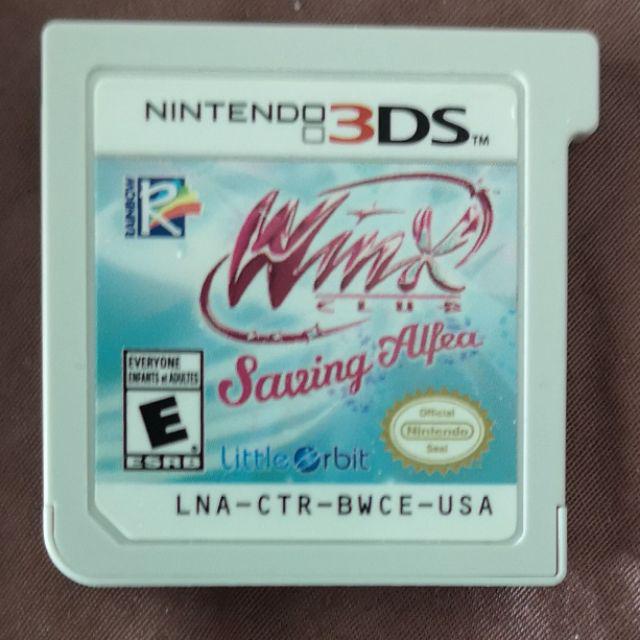 NINTENDO 3DS™
RAINBOW
Winx
CLUB
Saving Alfea
EVERYONE
ENFANTS et ADULTES
E
ESRB
Little Orbit
Official
Nintendo
Seal
LNA-CTR-BWCE-USA